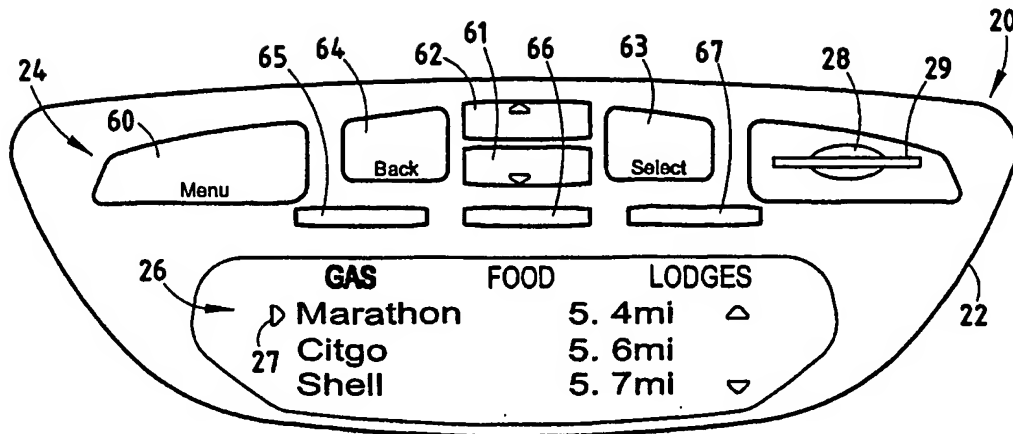 20
61
64 62 66 63 67 28 29
65
24
60
Back Select
Menu
26 GAS FOOD LODGES
22
Marathon 5. 4mi
27 Citgo 5. 6mi
Shell 5. 7mi